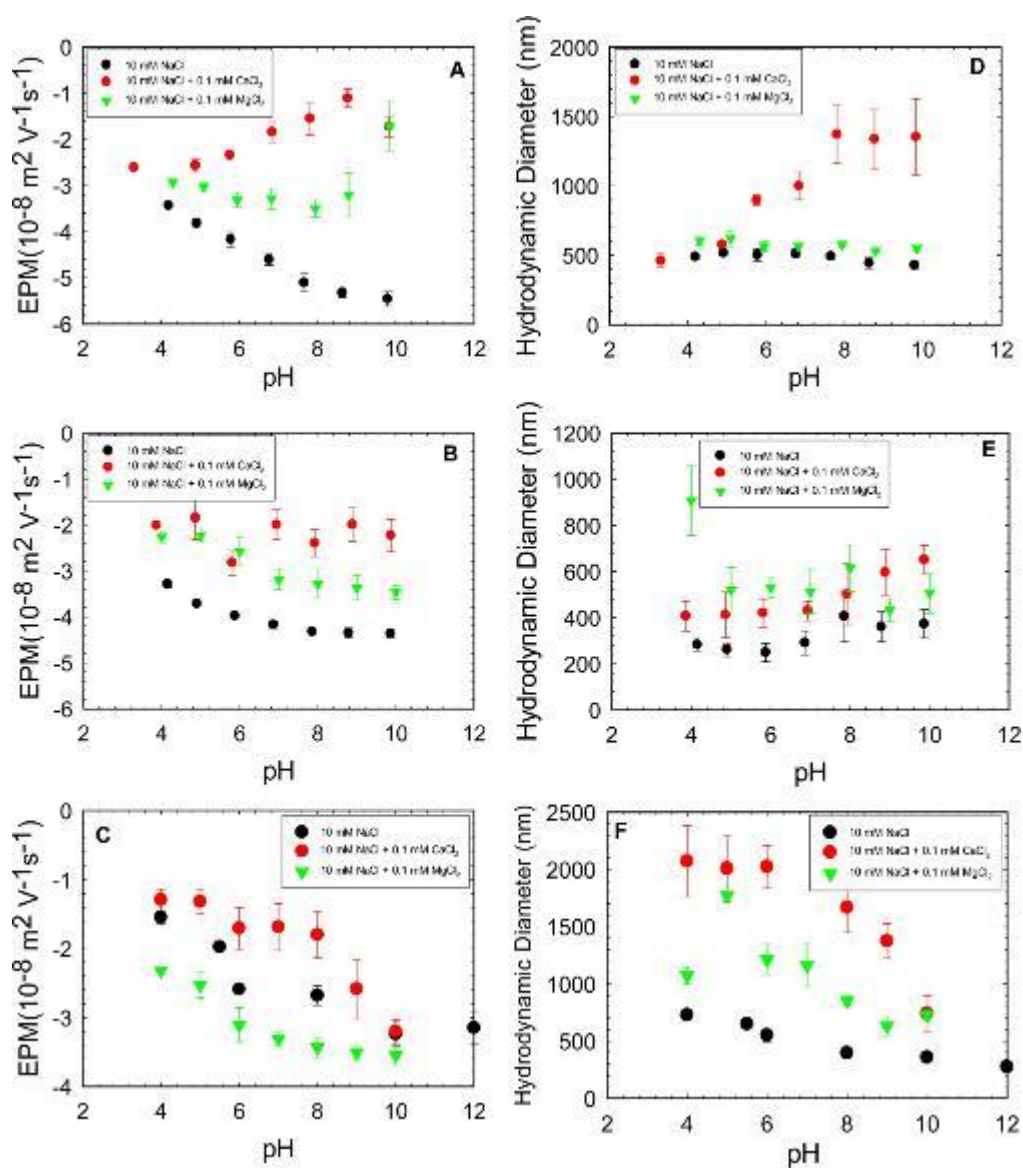 EPM(10-8 m2 V-1s-1)
0
-1
-2
-3
-4
-5
-6
2 4 6 8 10 12
pH
10 mM NaCl
10 mM NaCl + 0.1 mM CaCl2
10 mM NaCl + 0.1 mM MgCl2
A
Hydrodynamic Diameter (nm)
2000
1500
1000
500
0
2 4 6 8 10 12
pH
10 mM NaCl
10 mM NaCl + 0.1 mM CaCl2
10 mM NaCl + 0.1 mM MgCl2
D
EPM(10-8 m2 V-1s-1)
0
-1
-2
-3
-4
-5
-6
2 4 6 8 10 12
pH
10 mM NaCl
10 mM NaCl + 0.1 mM CaCl2
10 mM NaCl + 0.1 mM MgCl2
B
Hydrodynamic Diameter (nm)
1200
1000
800
600
400
200
0
2 4 6 8 10 12
pH
10 mM NaCl
10 mM NaCl + 0.1 mM CaCl2
10 mM NaCl + 0.1 mM MgCl2
E
EPM(10-8 m2 V-1s-1)
0
-1
-2
-3
-4
2 4 6 8 10 12
pH
C
10 mM NaCl
10 mM NaCl + 0.1 mM CaCl2
10 mM NaCl + 0.1 mM MgCl2
Hydrodynamic Diameter (nm)
2500
2000
1500
1000
500
0
2 4 6 8 10 12
pH
F
10 mM NaCl
10 mM NaCl + 0.1 mM CaCl2
10 mM NaCl + 0.1 mM MgCl2